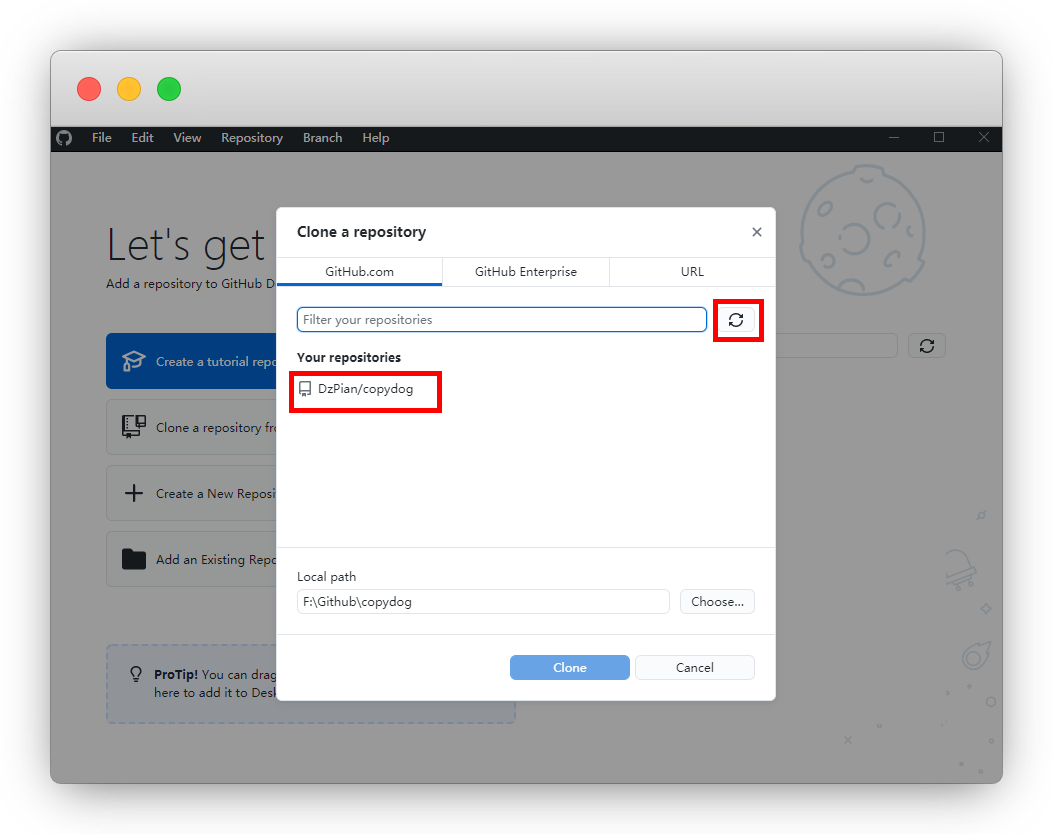 File Edit View Repository Branch Help
Let's get
Add a repository to GitHub D
Create a tutorial repo
Clone a repository fro
Create a New Reposi
Add an Existing Repo
ProTip! You can drag
here to add it to Desk
Clone a repository
GitHub.com GitHub Enterprise URL
Filter your repositories
Your repositories
DzPian/copydog
Local path
F:\Github\copydog Choose...
Clone Cancel